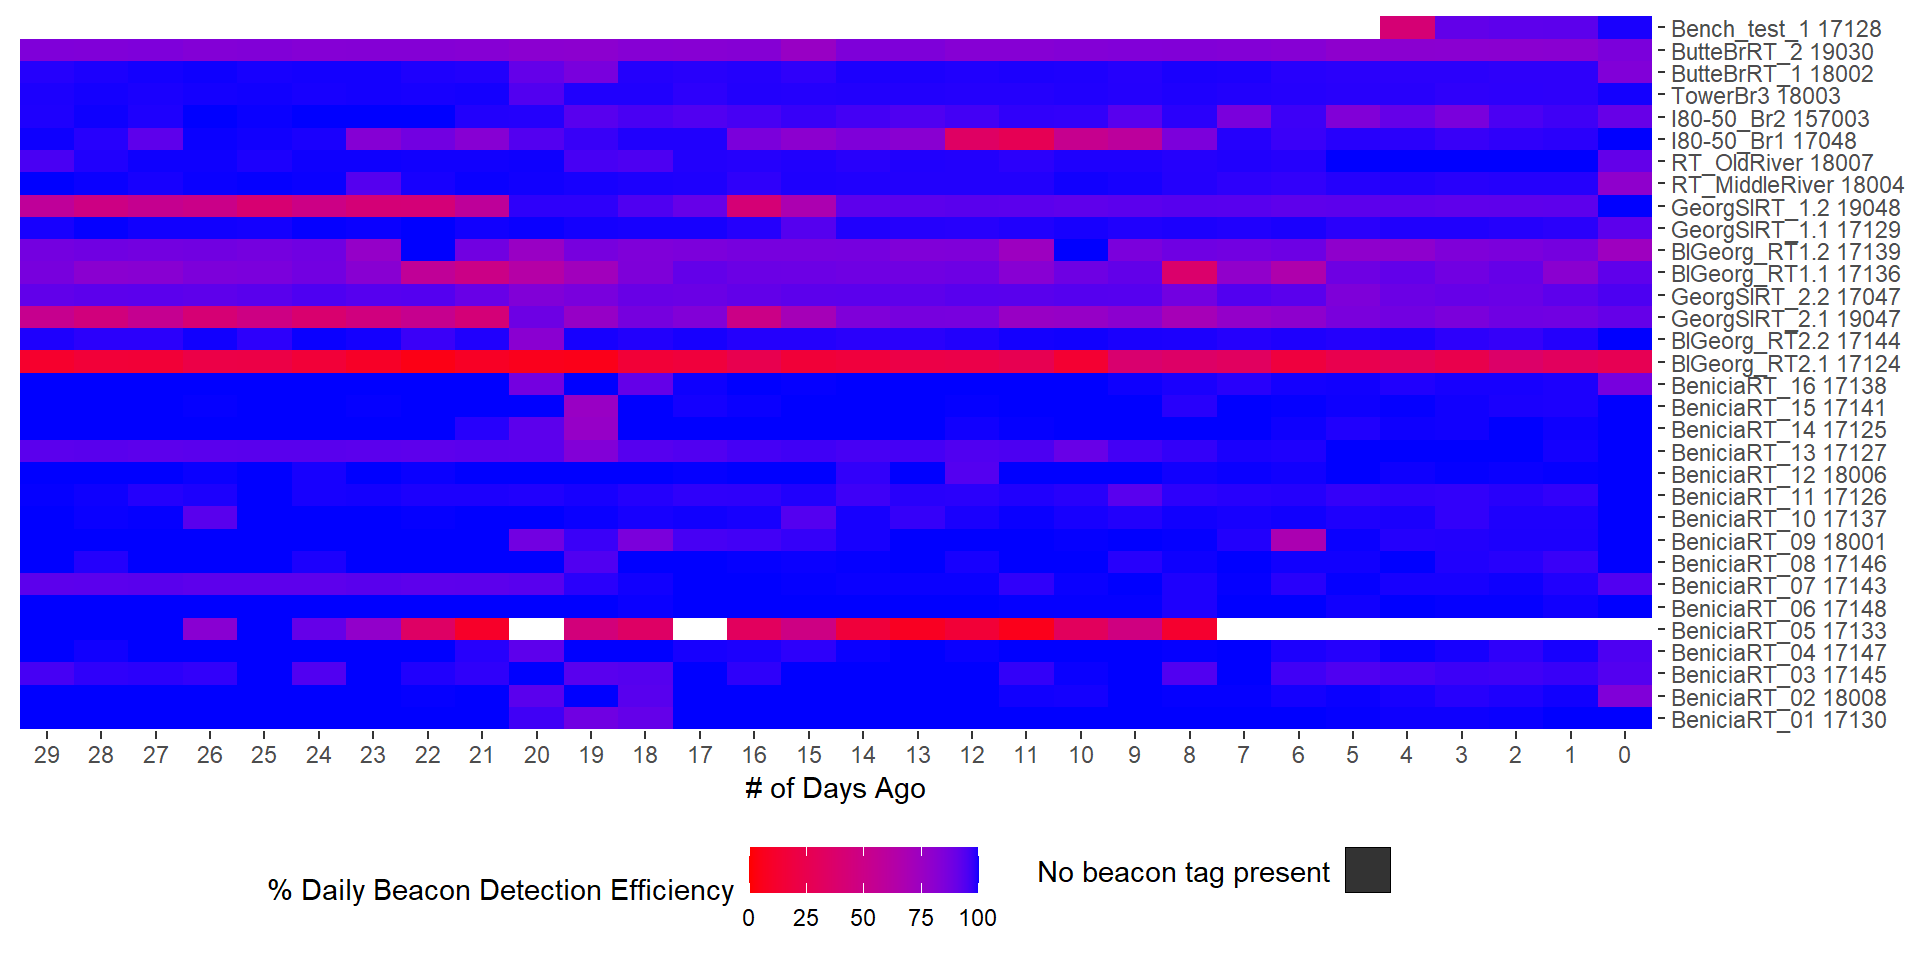 Bench_test_1 17128
ButteBrRT_2 19030
ButteBrRT_1 18002
TowerBr3 18003
I80-50_Br2 157003
I80-50_Br1 17048
RT_OldRiver 18007
RT_MiddleRiver 18004
GeorgSlRT_1.2 19048
GeorgSlRT_1.1 17129
BlGeorg_RT1.2 17139
BlGeorg_RT1.1 17136
GeorgSlRT_2.2 17047
GeorgSlRT_2.1 19047
BlGeorg_RT2.2 17144
BlGeorg_RT2.1 17124
BeniciaRT_16 17138
BeniciaRT_15 17141
BeniciaRT_14 17125
BeniciaRT_13 17127
BeniciaRT_12 18006
BeniciaRT_11 17126
BeniciaRT_10 17137
BeniciaRT_09 18001
BeniciaRT_08 17146
BeniciaRT_07 17143
BeniciaRT_06 17148
BeniciaRT_05 17133
BeniciaRT_04 17147
BeniciaRT_03 17145
BeniciaRT_02 18008
BeniciaRT_01 17130
29 28 27 26 25 24 23 22 21 20 19 18 17 16 15 14 13 12 11 10 9 8 7 6 5 4 3 2 1 0
# of Days Ago
% Daily Beacon Detection Efficiency
0 25 50 75 100
No beacon tag present